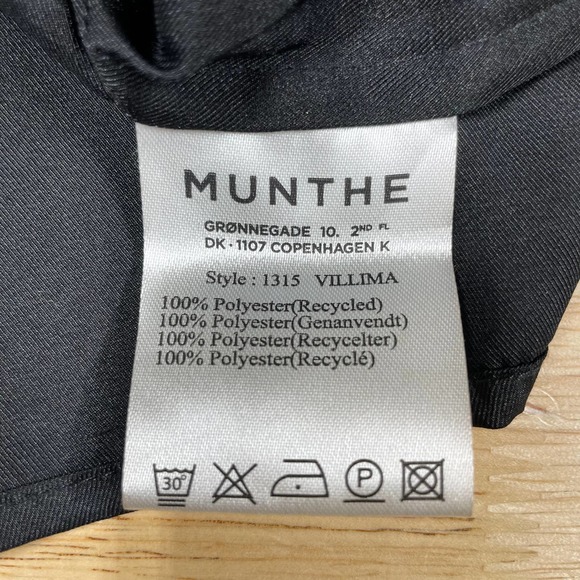 MUNTHE
GRØNNEGADE 10. 2ND FL
DK·1107 COPENHAGEN K
Style : 1315 VILLIMA
100% Polyester(Recycled)
100% Polyester(Genanvendt)
100% Polyester(Recycelter)
100% Polyester(Recyclé)
30° P